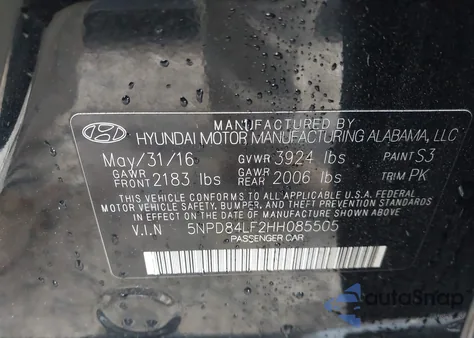 MANUFACTURED BY
HYUNDAI MOTOR MANUFACTURING ALABAMA, LLC
May/31/16 GVWR 3924 lbs PAINT S3
GAWR FRONT 2183 lbs GAWR REAR 2006 lbs TRIM PK
THIS VEHICLE CONFORMS TO ALL APPLICABLE U.S.A. FEDERAL
MOTOR VEHICLE SAFETY, BUMPER, AND THEFT PREVENTION STANDARDS
IN EFFECT ON THE DATE OF MANUFACTURE SHOWN ABOVE.
V.I.N 5NPD84LF2HH085505
PASSENGER CAR
autoSnap